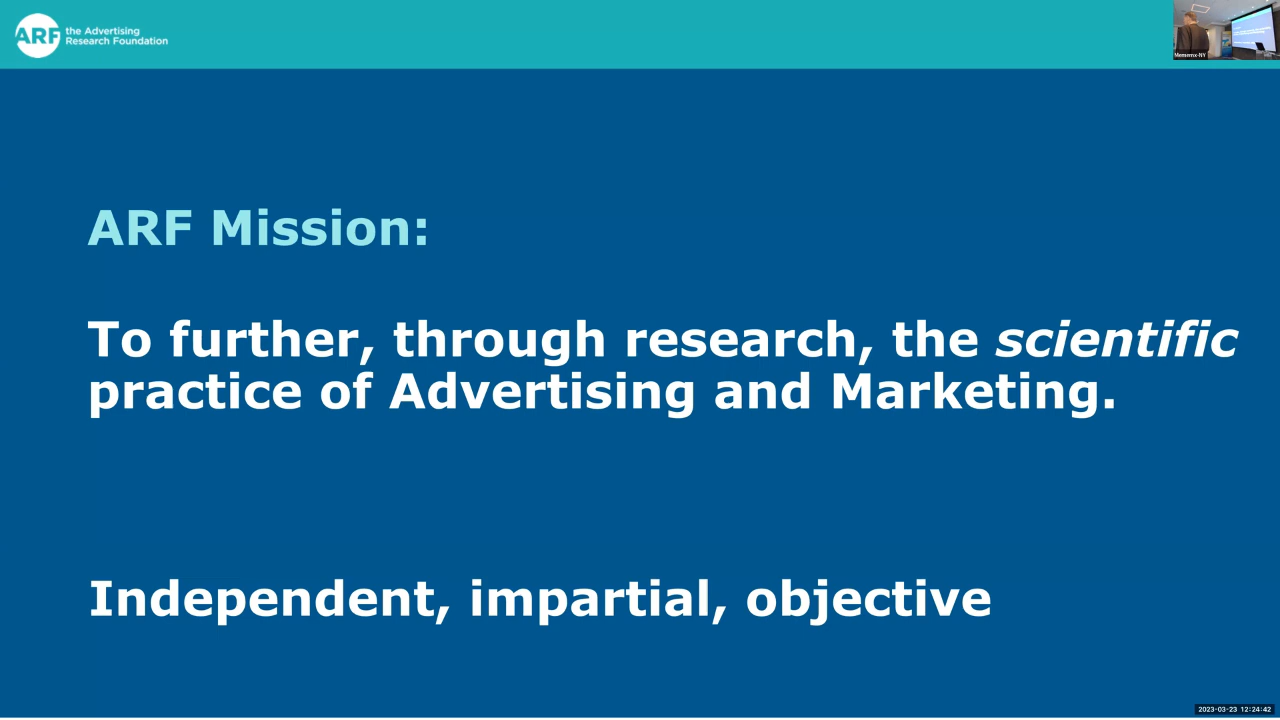 ARF the Advertising
Research Foundation
ARF Mission:
To further, through research, the scientific
practice of Advertising and Marketing.
Independent, impartial, objective
2023-03-23 12:24:42